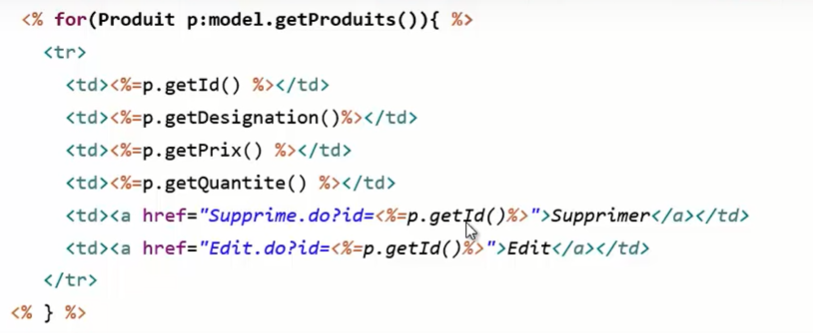 <% for(Produit p:model.getProduits()){ %>
<tr>
<td><%=p.getId() %></td>
<td><%=p.getDesignation()%></td>
<td><%=p.getPrix() %></td>
<td><%=p.getQuantite() %></td>
<td><a href="Supprime.do?id=<%=p.getId()%>">Supprimer</a></td>
<td><a href="Edit.do?id=<%=p.getId()%>">Edit</a></td>
</tr>
<% } %>